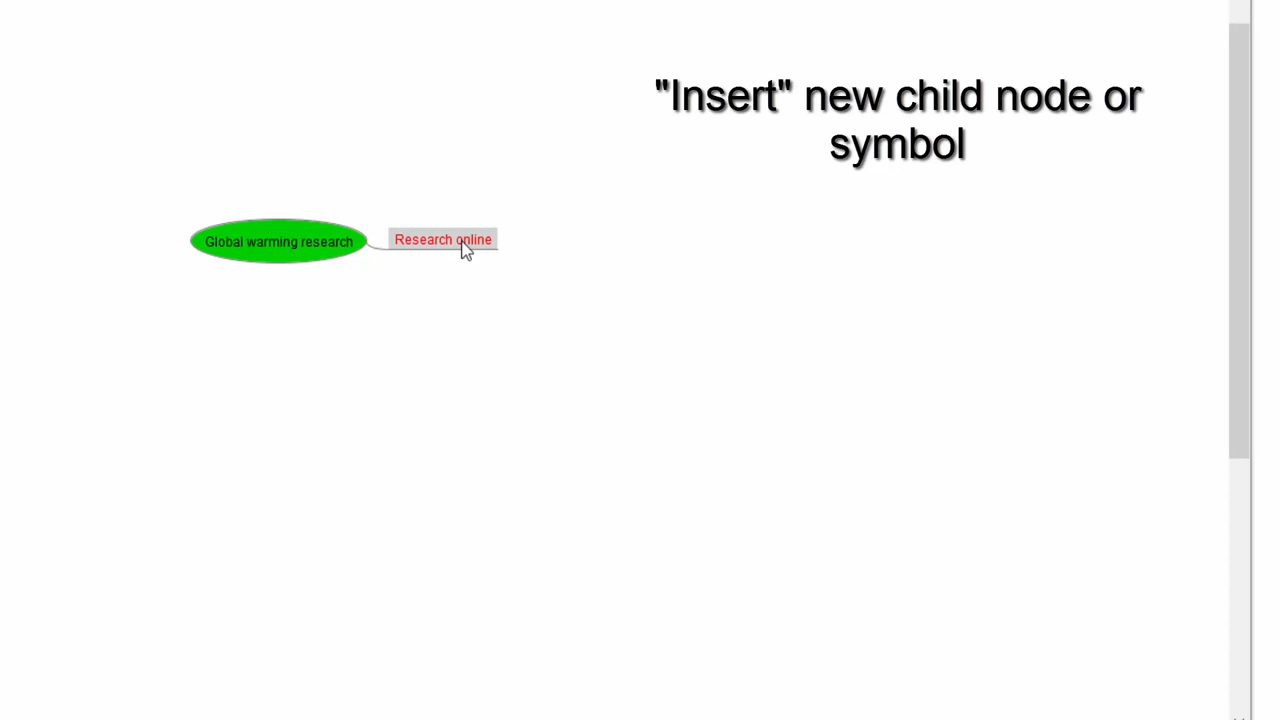 "Insert" new child node or
symbol
Global warming research
Research online